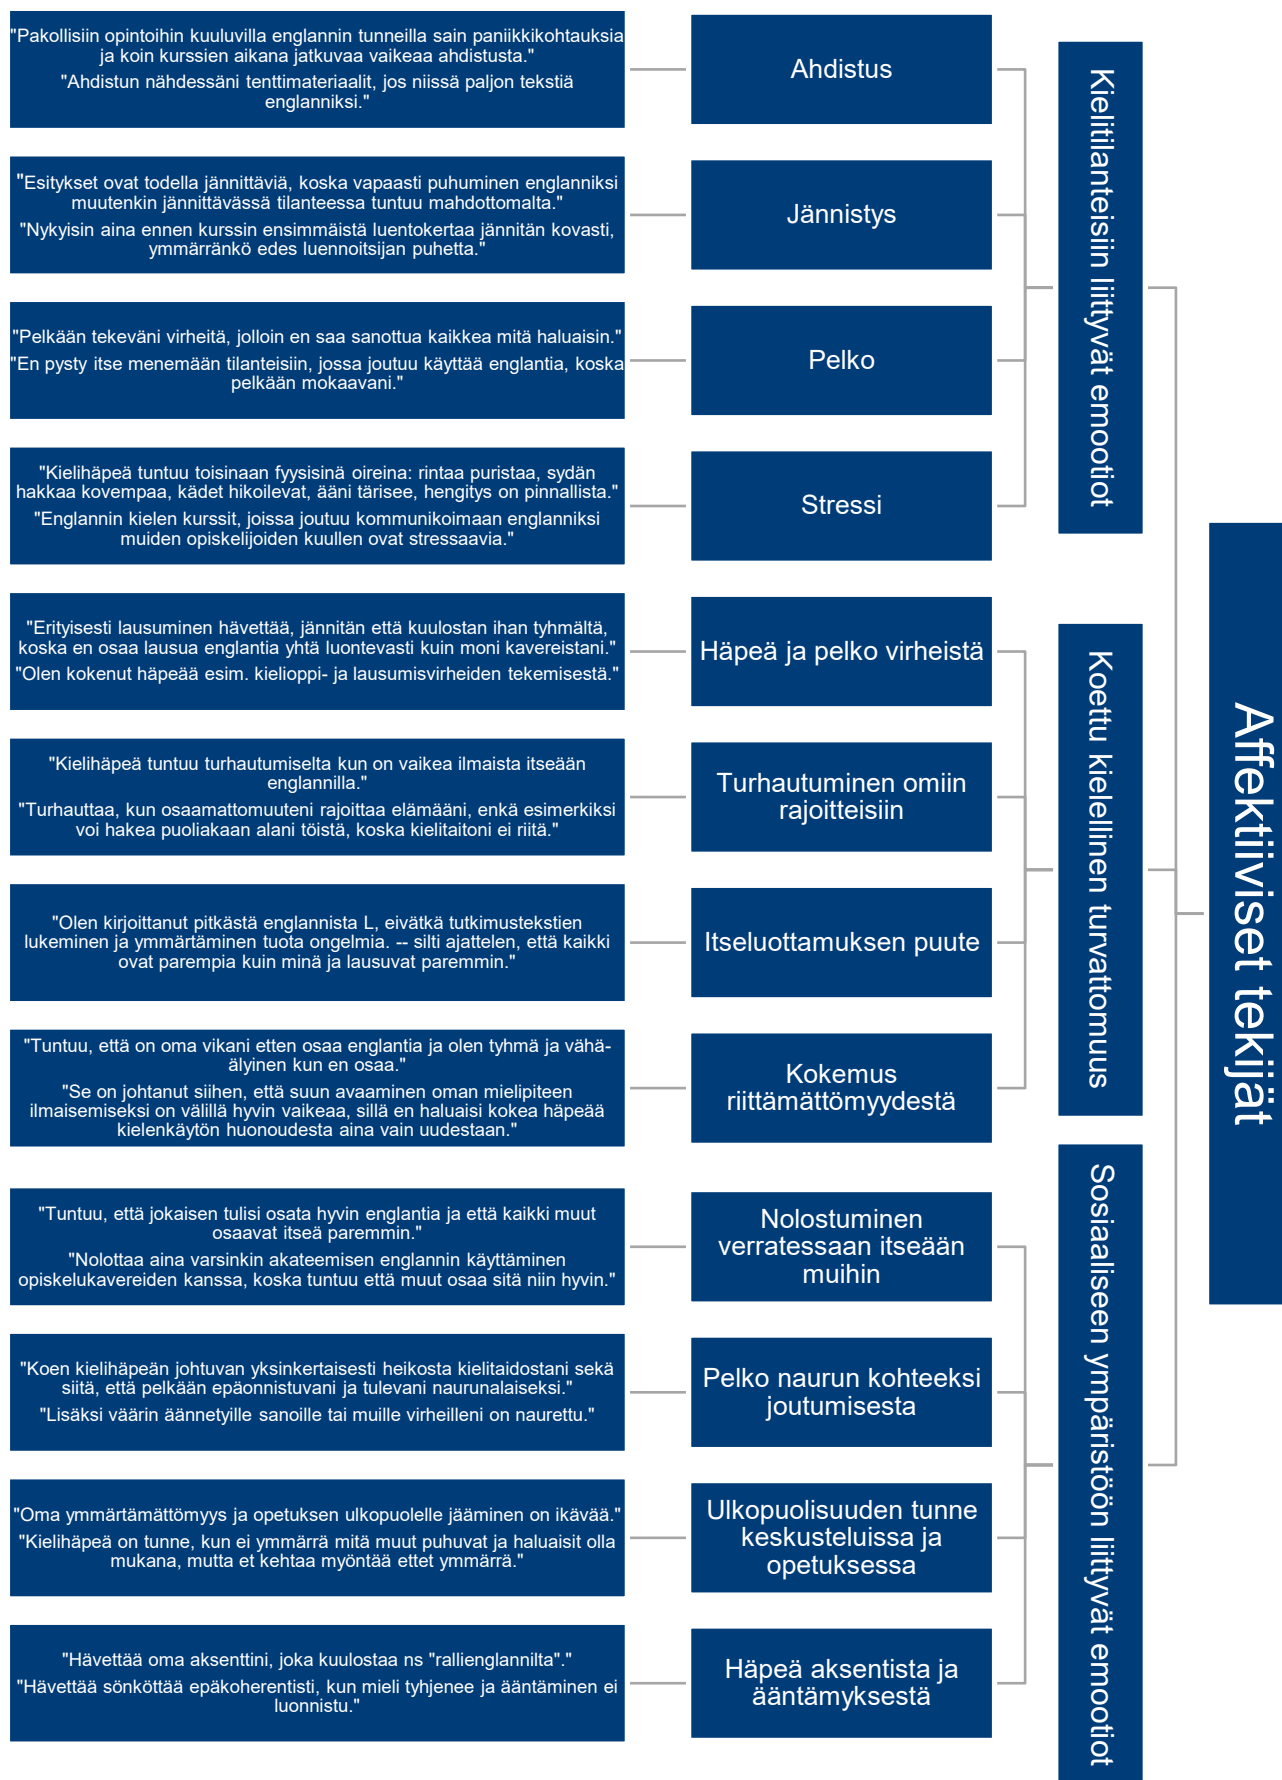 "Pakollisiin opintoihin kuuluvilla englannin tunneilla sain paniikkikohtauksia
ja koin kurssien aikana jatkuvaa vaikeaa ahdistusta."
"Ahdistun nähdessäni tenttimateriaalit, jos niissä paljon tekstiä
englanniksi."
Ahdistus
"Esitykset ovat todella jännittäviä, koska vapaasti puhuminen englanniksi
muutenkin jännittävässä tilanteessa tuntuu mahdottomalta."
"Nykyisin aina ennen kurssin ensimmäistä luentokertaa jännitän kovasti,
ymmärränkö edes luennoitsijan puhetta."
Jännistys
"Pelkään tekeväni virheitä, jolloin en saa sanottua kaikkea mitä haluaisin."
"En pysty itse menemään tilanteisiin, jossa joutuu käyttää englantia, koska
pelkään mokaavani."
Pelko
"Kielihäpeä tuntuu toisinaan fyysisinä oireina: rintaa puristaa, sydän
hakkaa kovempaa, kädet hikoilevat, ääni tärisee, hengitys on pinnallista."
"Englannin kielen kurssit, joissa joutuu kommunikoimaan englanniksi
muiden opiskelijoiden kuullen ovat stressaavia."
Stressi
Kielitilanteisiin liittyvät emootiot
"Erityisesti lausuminen hävettää, jännitän että kuulostan ihan tyhmältä,
koska en osaa lausua englantia yhtä luontevasti kuin moni kavereistani."
"Olen kokenut häpeää esim. kielioppi- ja lausumisvirheiden tekemisestä."
Häpeä ja pelko virheistä
"Kielihäpeä tuntuu turhautumiselta kun on vaikea ilmaista itseään
englannilla."
"Turhauttaa, kun osaamattomuuteni rajoittaa elämääni, enkä esimerkiksi
voi hakea puoliakaan alani töistä, koska kielitaitoni ei riitä."
Turhautuminen omiin
rajoitteisiin
"Olen kirjoittanut pitkästä englannista L, eivätkä tutkimustekstien
lukeminen ja ymmärtäminen tuota ongelmia. -- silti ajattelen, että kaikki
ovat parempia kuin minä ja lausuvat paremmin."
Itseluottamuksen puute
"Tuntuu, että on oma vikani etten osaa englantia ja olen tyhmä ja vähä-
älyinen kun en osaa."
"Se on johtanut siihen, että suun avaaminen oman mielipiteen
ilmaisemiseksi on välillä hyvin vaikeaa, sillä en haluaisi kokea häpeää
kielenkäytön huonoudesta aina vain uudestaan."
Kokemus
riittämättömyydestä
Koettu kielellinen turvattomuus
"Tuntuu, että jokaisen tulisi osata hyvin englantia ja että kaikki muut
osaavat itseä paremmin."
"Nolottaa aina varsinkin akateemisen englannin käyttäminen
opiskelukavereiden kanssa, koska tuntuu että muut osaa sitä niin hyvin."
Nolostuminen
verratessaan itseään
muihin
"Koen kielihäpeän johtuvan yksinkertaisesti heikosta kielitaidostani sekä
siitä, että pelkään epäonnistuvani ja tulevani naurunalaiseksi."
"Lisäksi väärin äännetyille sanoille tai muille virheilleni on naurettu."
Pelko naurun kohteeksi
joutumisesta
"Oma ymmärtämättömyys ja opetuksen ulkopuolelle jääminen on ikävää."
"Kielihäpeä on tunne, kun ei ymmärrä mitä muut puhuvat ja haluaisit olla
mukana, mutta et kehtaa myöntää ettet ymmärrä."
Ulkopuolisuuden tunne
keskusteluissa ja
opetuksessa
"Hävettää oma aksenttini, joka kuulostaa ns "rallienglannilta"."
"Hävettää sönköttää epäkoherentisti, kun mieli tyhjenee ja ääntäminen ei
luonnistu."
Häpeä aksentista ja
ääntämyksestä
Sosiaaliseen ympäristöön liittyvät emootiot
Affektiiviset tekijät